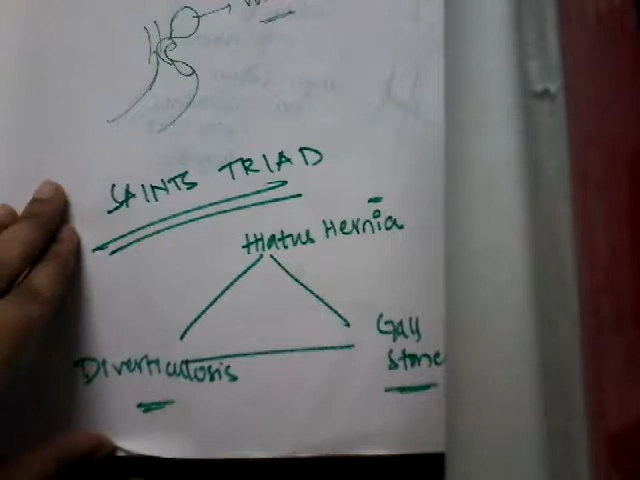 SAINTS TRIAD
Hiatus Hernia
Diverticulosis
Gall
Stone